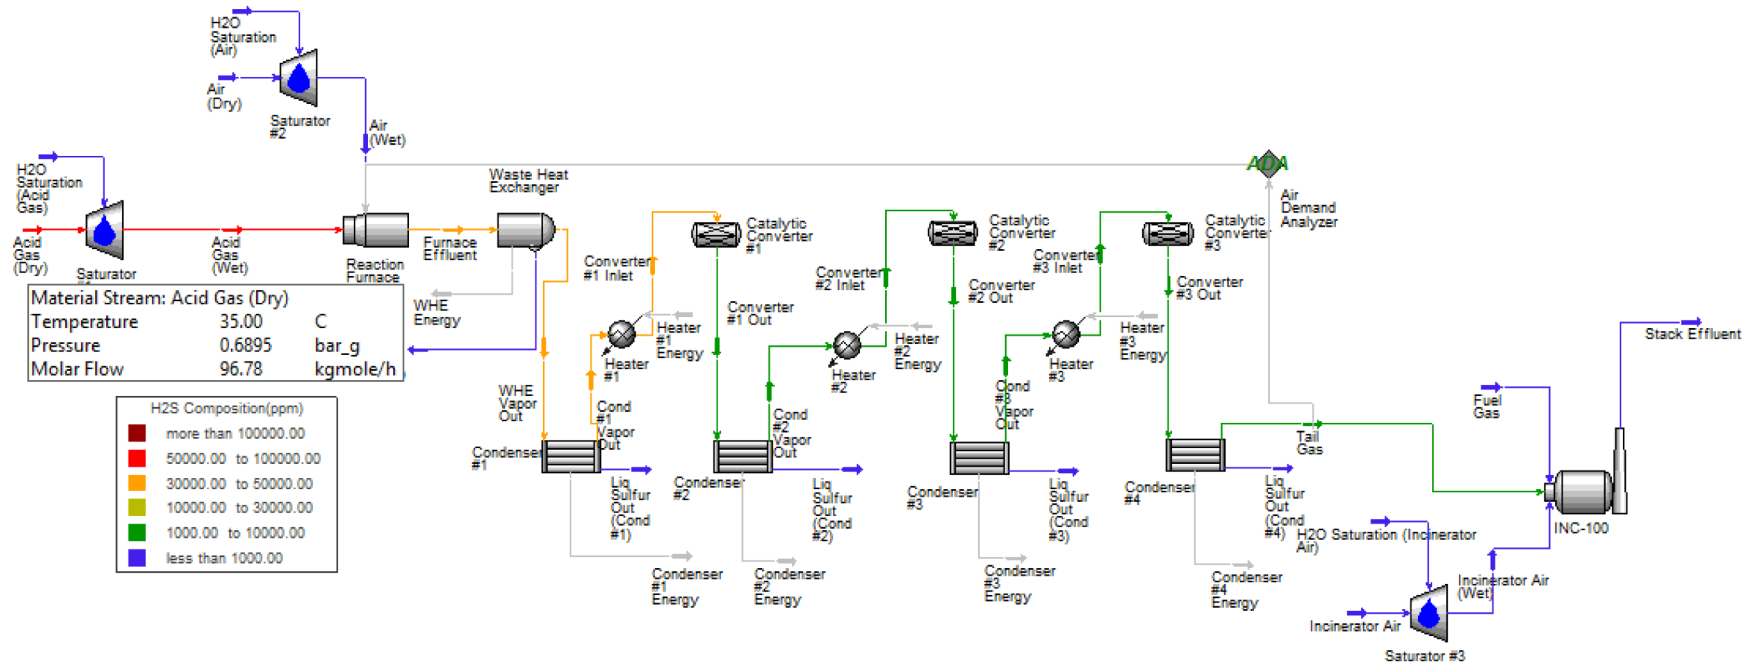 H2O
Saturation
(Air)
Air
(Dry)
Saturator
#2
Air
(Wet)
H2O
Saturation
(Acid
Gas)
Acid
Gas
(Dry)
Saturator
Acid
Gas
(Wet)
Reaction
Furnace
Furnace
Effluent
Waste Heat
Exchanger
WHE
Energy
Material Stream: Acid Gas (Dry)
Temperature 35.00 C
Pressure 0.6895 bar_g
Molar Flow 96.78 kgmole/h
H2S Composition(ppm)
more than 100000.00
50000.00 to 100000.00
30000.00 to 50000.00
10000.00 to 30000.00
1000.00 to 10000.00
less than 1000.00
WHE
Vapor
Out
Condenser
#1
Cond
#1
Vapor
Out
Converter
#1 Inlet
Heater
#1
Heater
#1
Energy
Liq
Sulfur
Out
(Cond
#1)
Condenser
#1
Energy
Catalytic
Converter
#1
Converter
#1 Out
Condenser
#2
Cond
#2
Vapor
Out
Converter
#2 Inlet
Heater
#2
Heater
#2
Energy
Liq
Sulfur
Out
(Cond
#2)
Condenser
#2
Energy
Catalytic
Converter
#2
Converter
#2 Out
Condenser
#3
Cond
Vapor
Out
Converter
#3 Inlet
Heater
#3
Heater
#3
Energy
Liq
Sulfur
Out
(Cond
#3)
Condenser
#3
Energy
Catalytic
Converter
#3
Converter
#3 Out
Condenser
#4
Liq
Sulfur
Out
(Cond
#4)
Condenser
#4
Energy
ADA
Air
Demand
Analyzer
Tail
Gas
Fuel
Gas
Stack Effluent
INC-100
H2O Saturation (Incinerator
Air)
Incinerator Air
(Wet)
Incinerator Air
Saturator #3